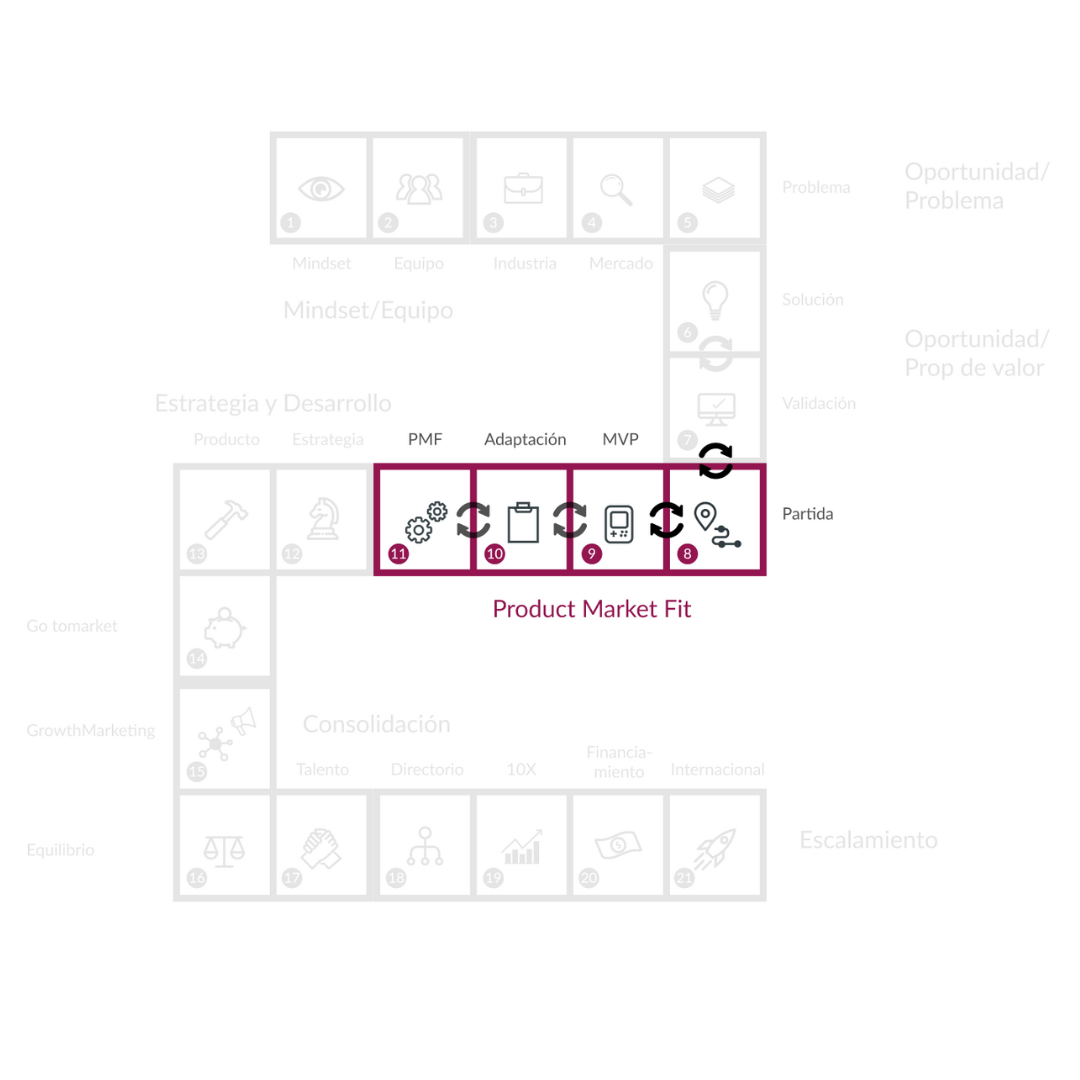 1
2
3
4
5
Problema
Oportunidad/
Problema
Mindset
Equipo
Industria
Mercado
Mindset/Equipo
6
Solución
Oportunidad/
Prop de valor
7
Validación
Estrategia y Desarrollo
Producto
Estrategia
PMF
Adaptación
MVP
13
12
11
10
9
8
Partida
Product Market Fit
Go tomarket
14
GrowthMarketing
15
Consolidación
Talento
Directorio
10X
Financia-
miento
Internacional
Equilibrio
16
17
18
19
20
21
Escalamiento